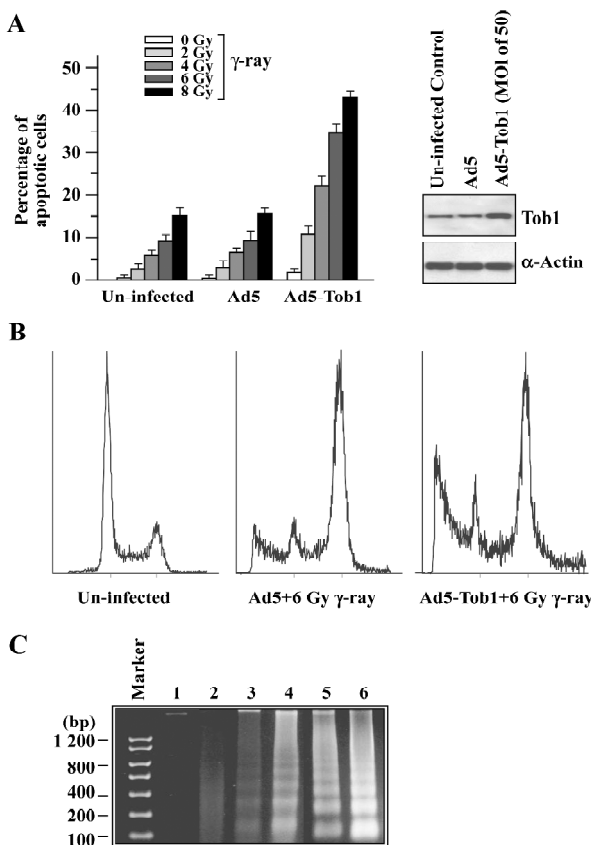 A
0 Gy
2 Gy
4 Gy
6 Gy
8 Gy
γ-ray
Percentage of
apoptotic cells
50
40
30
20
10
0
Un-infected
Ad5
Ad5-Tob1
Un-infected Control
Ad5
Ad5-Tob1 (MOI of 50)
Tob1
α-Actin
B
Un-infected
Ad5+6 Gy γ-ray
Ad5-Tob1+6 Gy γ-ray
C
Marker
1
2
3
4
5
6
(bp)
1 200
800
400
200
100